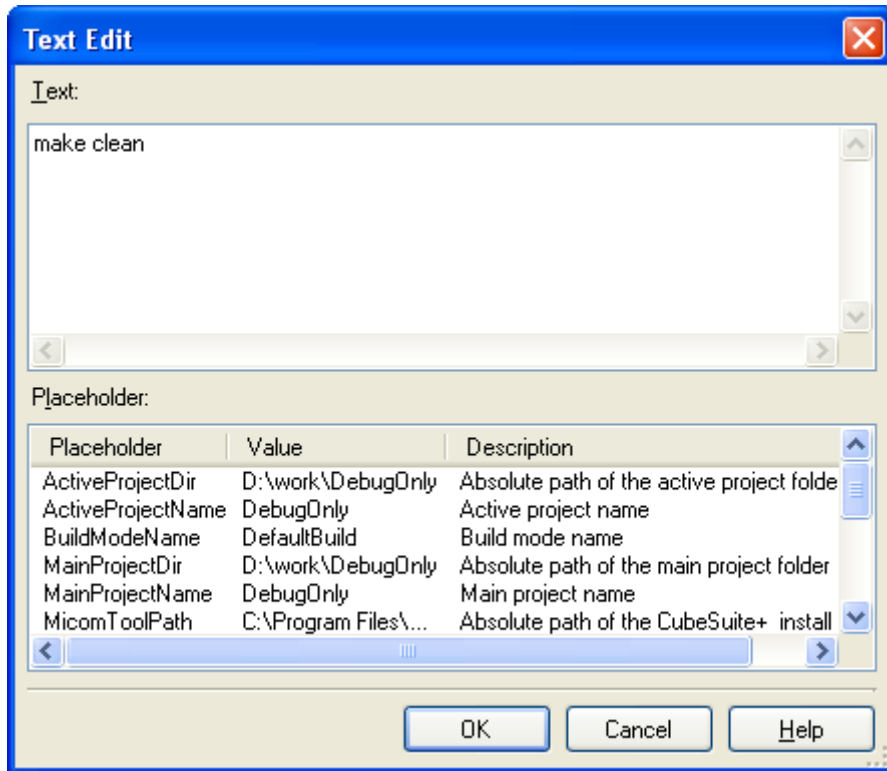 Text Edit
Text:
make clean
Placeholder:
Placeholder Value Description
ActiveProjectDir D:\work\DebugOnly Absolute path of the active project folde
ActiveProjectName DebugOnly Active project name
BuildModeName DefaultBuild Build mode name
MainProjectDir D:\work\DebugOnly Absolute path of the main project folder
MainProjectName DebugOnly Main project name
MicomToolPath C:\Program Files\... Absolute path of the CubeSuite+ install
OK Cancel Help